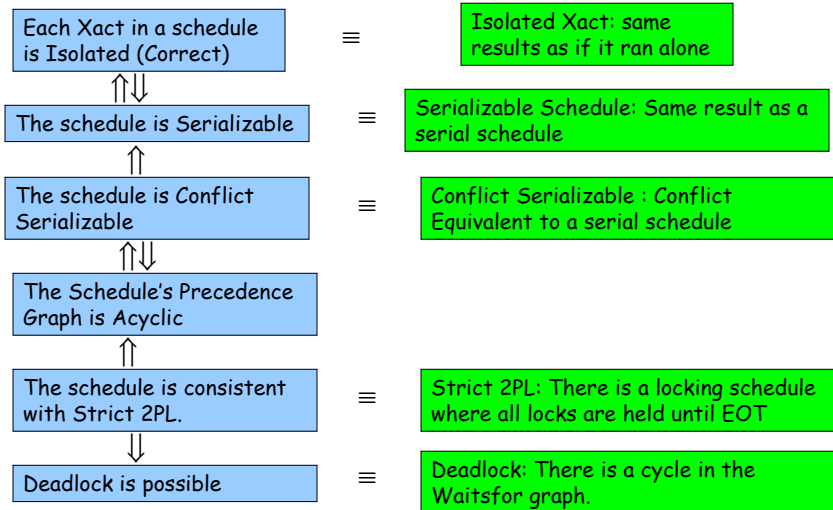 Each Xact in a schedule
is Isolated (Correct)
≡
Isolated Xact: same
results as if it ran alone
⇑⇓
The schedule is Serializable
≡
Serializable Schedule: Same result as a
serial schedule
⇑
The schedule is Conflict
Serializable
≡
Conflict Serializable : Conflict
Equivalent to a serial schedule
⇑⇓
The Schedule's Precedence
Graph is Acyclic
⇑
The schedule is consistent
with Strict 2PL.
≡
Strict 2PL: There is a locking schedule
where all locks are held until EOT
⇓
Deadlock is possible
≡
Deadlock: There is a cycle in the
Waitsfor graph.